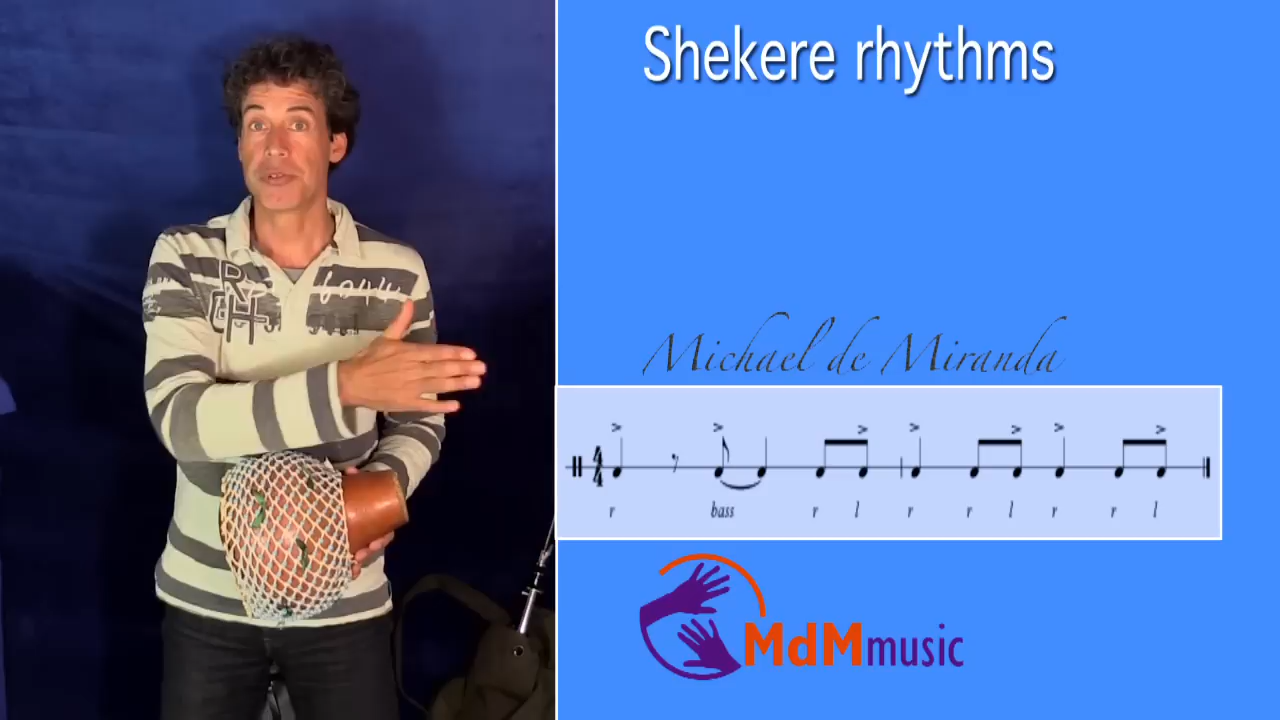 Shekere rhythms
Michael de Miranda
r bass r l r r l r r l
MdMmusic